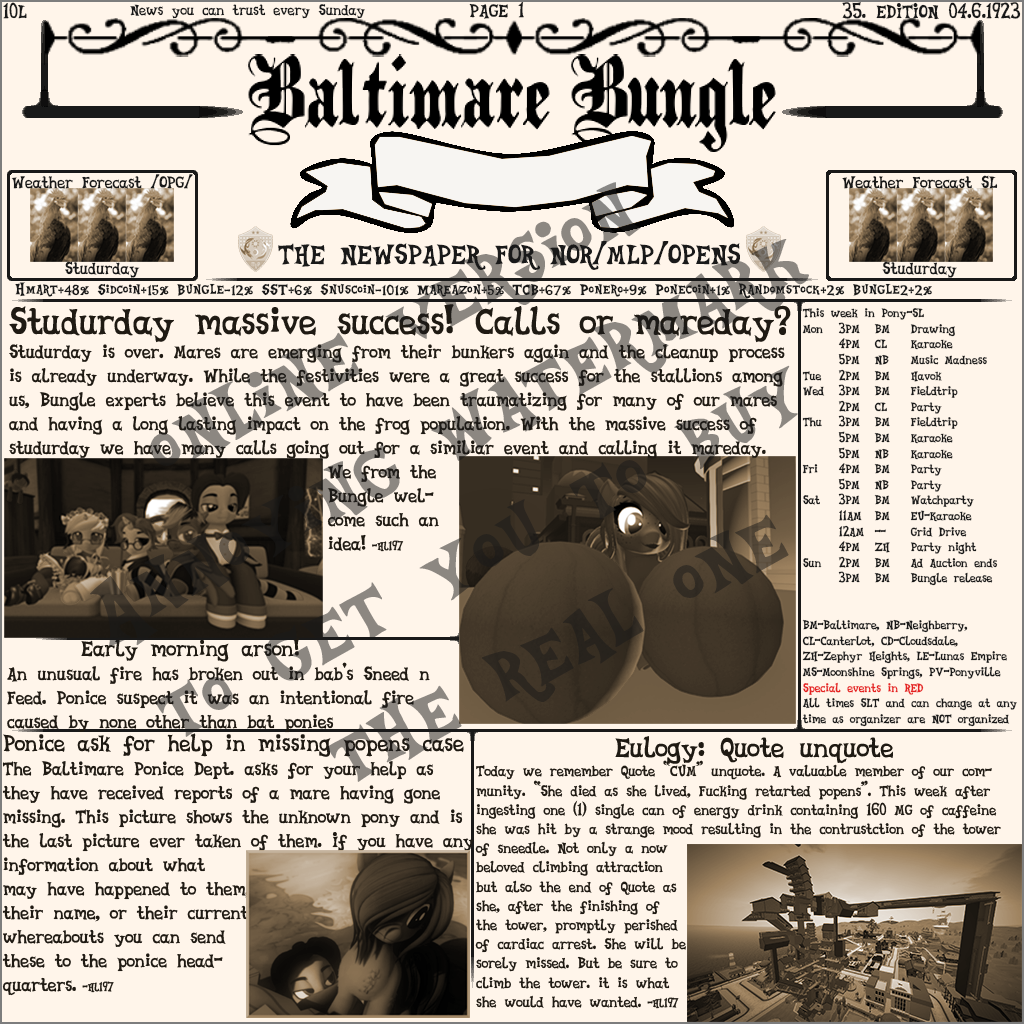 10L News you can trust every Sunday PAGE 1 35. EDITION 04.6.1923
Baltimare Bungle
Weather Forecast /OPG/
Studurday
Weather Forecast SL
Studurday
THE NEWSPAPER FOR NOR/MLP/OPENS
HMART+48% SIDCOIN+15% BUNGLE-12% SST+6% SNUSCOIN-101% MAREAZON+5% TCB+67% PONERO+9% PONECOIN+1% RANDOMSTOCK+2% BUNGLE2+2%
Studurday massive success! Calls or mareday?
Studurday is over. Mares are emerging from their bunkers again and the cleanup process
is already underway. While the festivities were a great success for the stallions among
us, Bungle experts believe this event to have been traumatizing for many of our mares
and having a long lasting impact on the frog population. With the massive success of
studurday we have many calls going out for a similiar event and calling it mareday.
We from the
Bungle wel-
come such an
idea! -AL197
Early morning arson!
An unusual fire has broken out in bab's Sneed n
Feed. Ponice suspect it was an intentional fire
caused by none other than bat ponies
This week in Pony-SL
Mon 3PM BM Drawing
4PM CL Karaoke
5PM NB Music Madness
Tue 2PM BM Havok
Wed 3PM BM Fieldtrip
2PM CL Party
Thu 3PM BM Fieldtrip
5PM BM Karaoke
5PM NB Karaoke
Fri 4PM BM Party
5PM NB Party
Sat 3PM BM Watchparty
11AM BM EU-Karaoke
12AM -- Grid Drive
4PM ZH Party night
Sun 2PM BM Ad Auction ends
3PM BM Bungle release
BM-Baltimare, NB-Neighberry,
CL-Canterlot, CD-Cloudsdale,
ZH-Zephyr Heights, LE-Lunas Empire
MS-Moonshine Springs, PV-Ponyville
Special events in RED
All times SLT and can change at any
time as organizer are NOT organized
Ponice ask for help in missing popens case
The Baltimare Ponice Dept. asks for your help as
they have received reports of a mare having gone
missing. This picture shows the unknown pony and is
the last picture ever taken of them. if you have any
information about what
may have happened to them
their name, or their current
whereabouts you can send
these to the ponice head-
quarters. -AL197
Eulogy: Quote unquote
Today we remember Quote "CUM" unquote. A valuable member of our com-
munity. "She died as she lived, Fucking retarted popens". This week after
ingesting one (1) single can of energy drink containing 160 MG of caffeine
she was hit by a strange mood resulting in the contrustction of the tower
of sneedle. Not only a now
beloved climbing attraction
but also the end of Quote as
she, after the finishing of
the tower, promptly perished
of cardiac arrest. She will be
sorely missed. But be sure to
climb the tower. it is what
she would have wanted. -AL197
ONLINE VERSION
ANNOYING WATERMARK
TO GET YOU TO BUY
THE REAL ONE